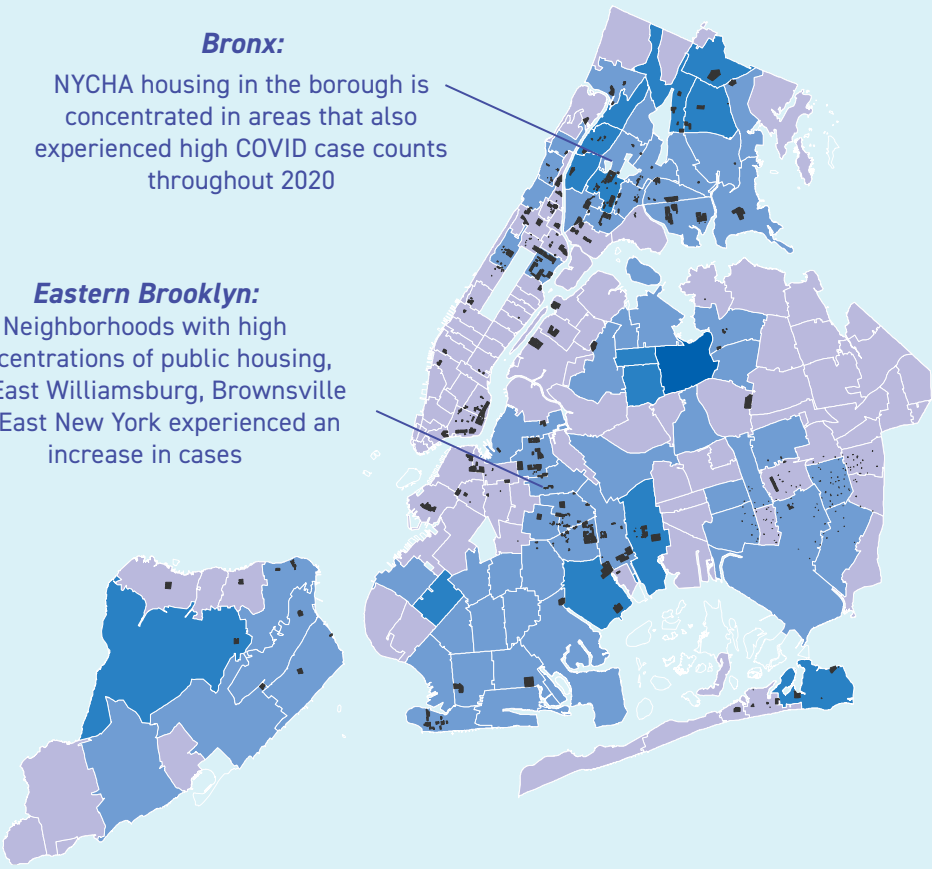 Bronx:
NYCHA housing in the borough is
concentrated in areas that also
experienced high COVID case counts
throughout 2020
Eastern Brooklyn:
Neighborhoods with high
centrations of public housing,
East Williamsburg, Brownsville
East New York experienced an
increase in cases